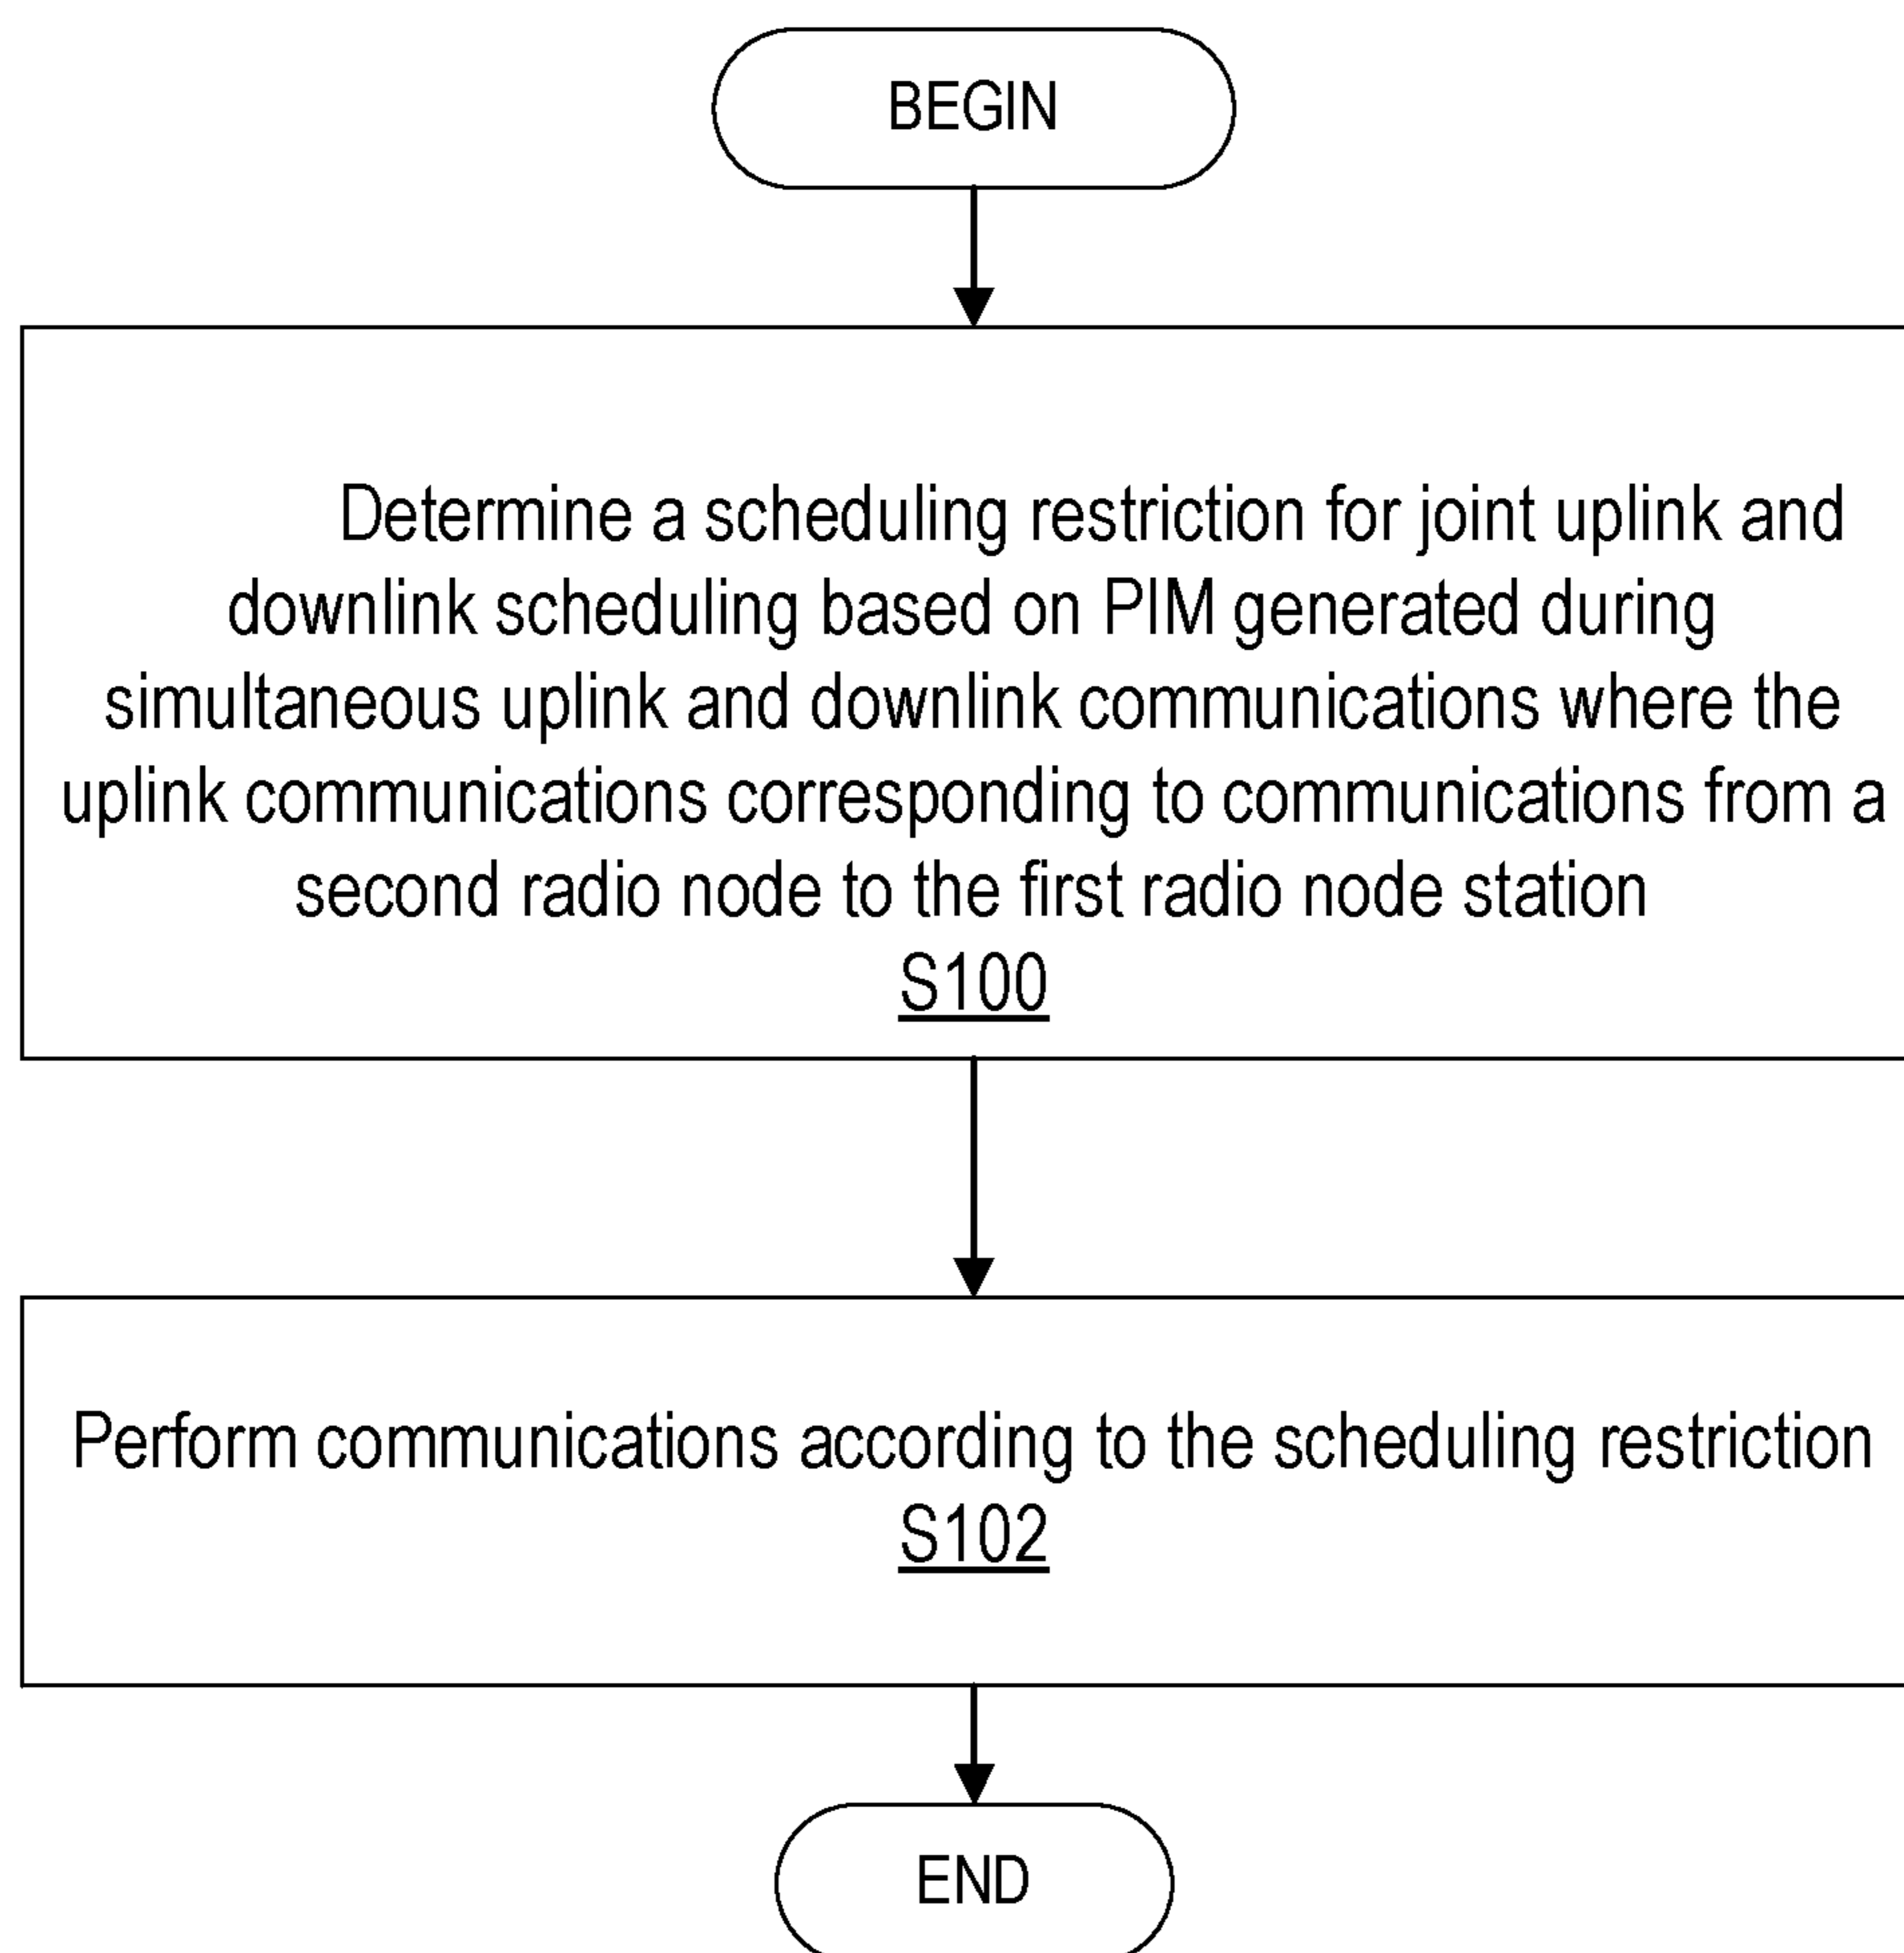 BEGIN
Determine a scheduling restriction for joint uplink and
downlink scheduling based on PIM generated during
simultaneous uplink and downlink communications where the
uplink communications corresponding to communications from a
second radio node to the first radio node station
S100
Perform communications according to the scheduling restriction
S102
END